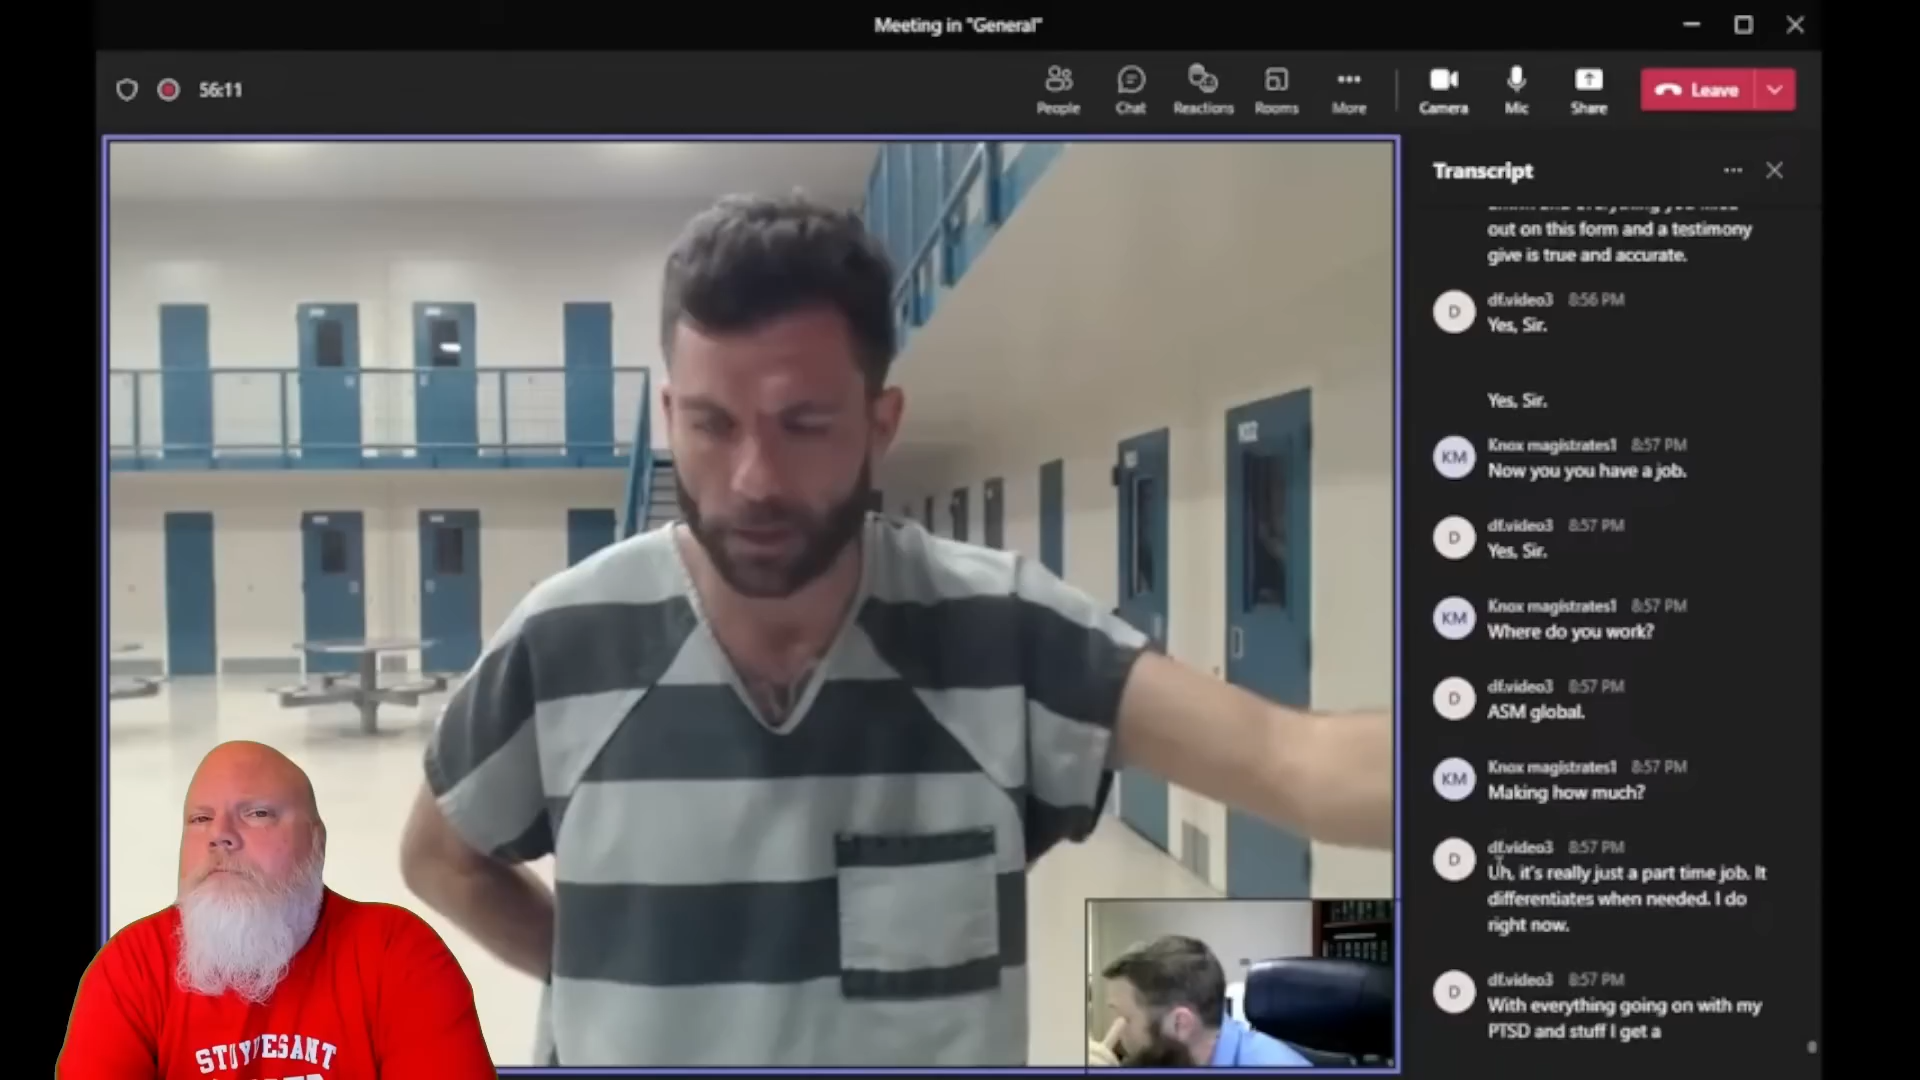 Meeting in "General"
56:11
People
Chat
Reactions
Rooms
More
Camera
Mic
Share
Leave
Transcript
out on this form and a testimony
give is true and accurate.
D
df.video3 8:56 PM
Yes, Sir.
Yes, Sir.
KM
Knox magistrates1 8:57 PM
Now you you have a job.
D
df.video3 8:57 PM
Yes, Sir.
KM
Knox magistrates1 8:57 PM
Where do you work?
D
df.video3 8:57 PM
ASM global.
KM
Knox magistrates1 8:57 PM
Making how much?
D
df.video3 8:57 PM
Uh, it's really just a part time job. It
differentiates when needed. I do
right now.
D
df.video3 8:57 PM
With everything going on with my
PTSD and stuff I get a